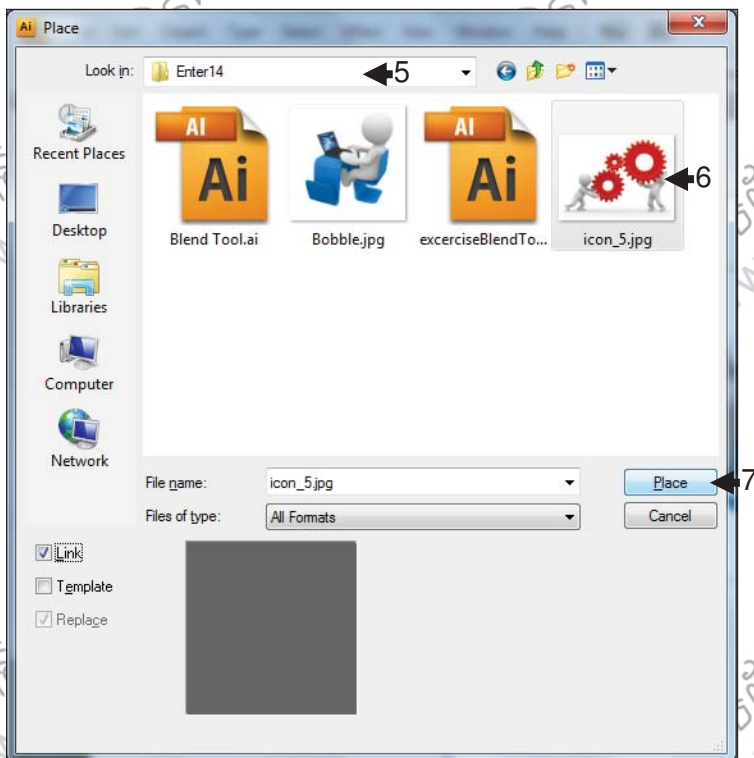 Ai Place
Look in: Enter14 5
Recent Places
Desktop
Libraries
Computer
Network
AI Ai
AI Ai
6
Blend Tool.ai Bobble.jpg excerciseBlendTo... icon_5.jpg
File name: icon_5.jpg Place 7
Files of type: All Formats Cancel
Link
Template
Replace